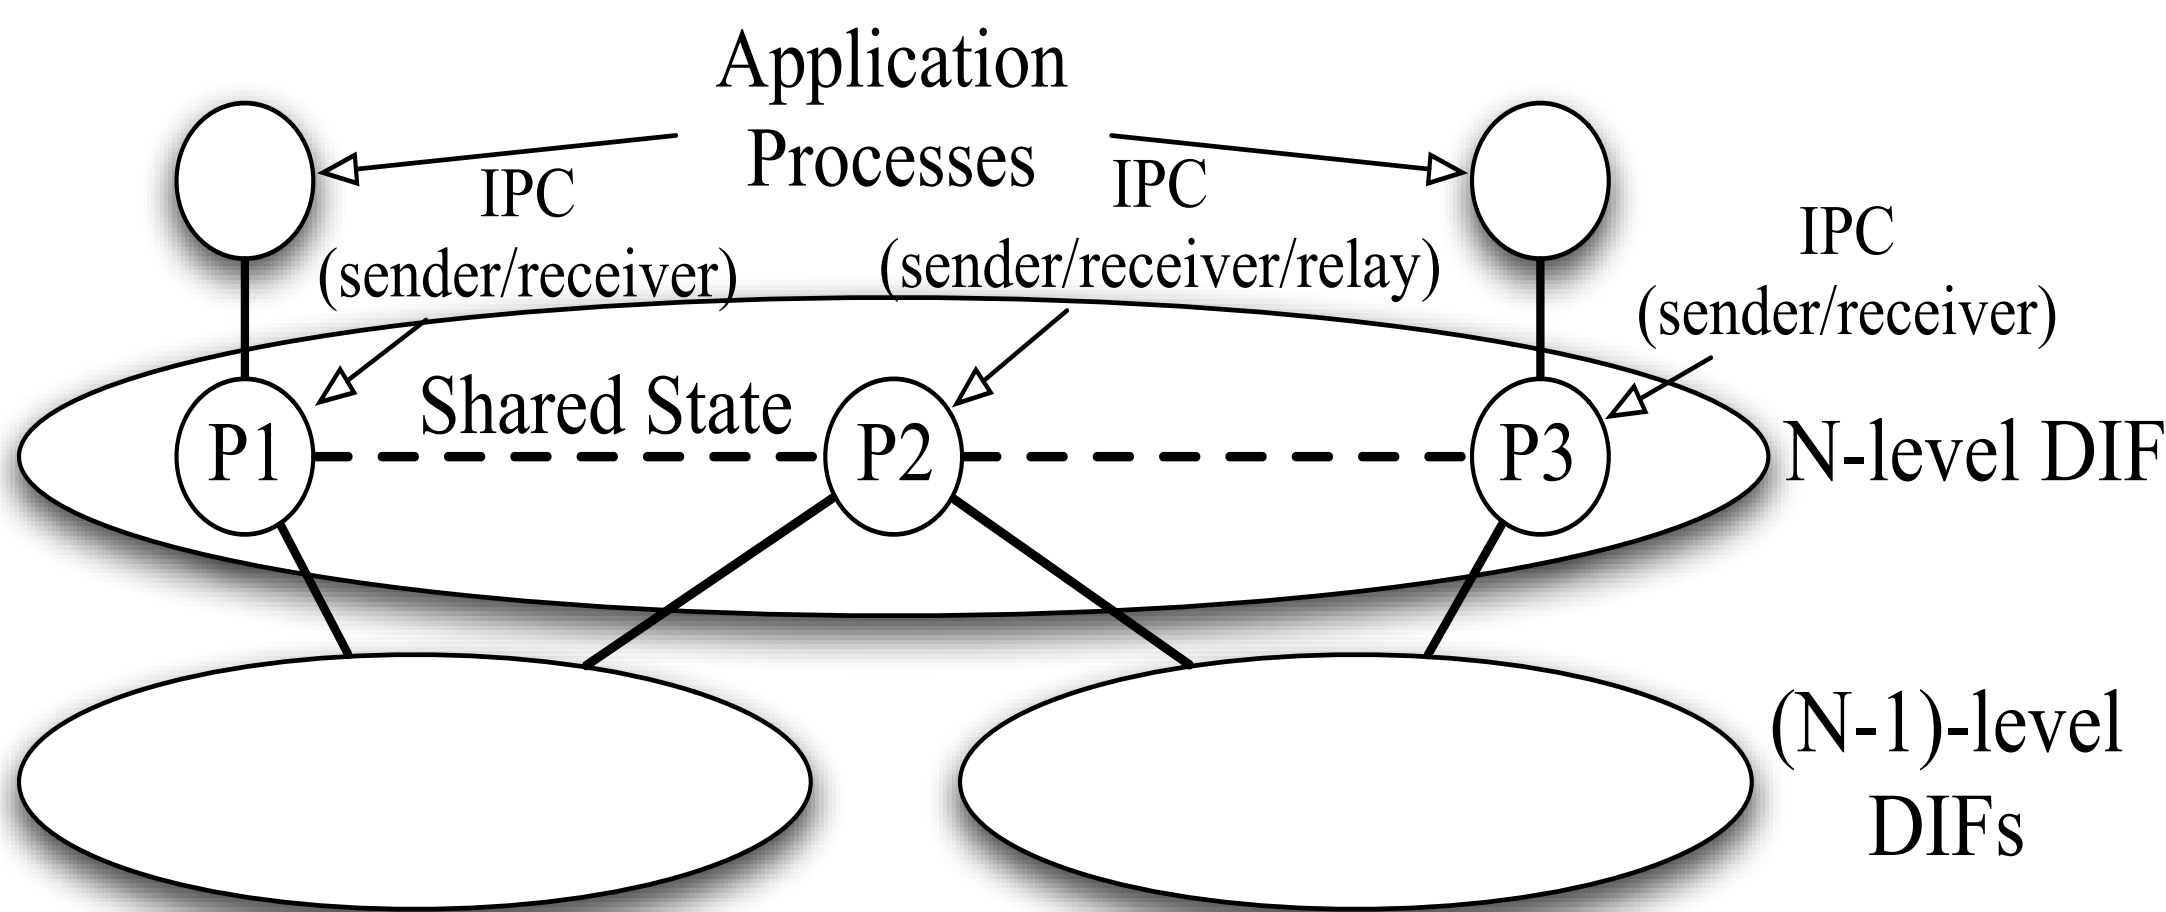 Application
Processes
IPC
(sender/receiver)
IPC
(sender/receiver/relay)
IPC
(sender/receiver)
Shared State
P1
P2
P3
N-level DIF
(N-1)-level
DIFs